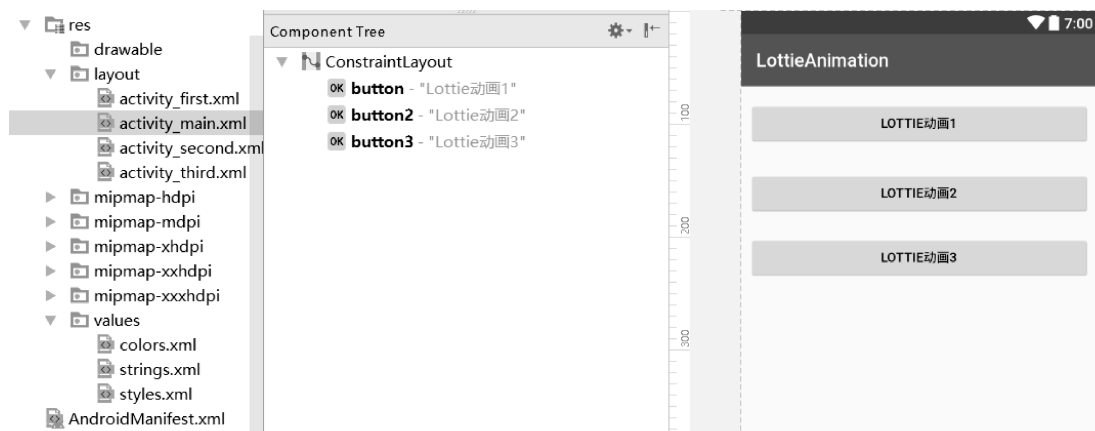 res
drawable
layout
activity_first.xml
activity_main.xml
activity_second.xml
activity_third.xml
mipmap-hdpi
mipmap-mdpi
mipmap-xhdpi
mipmap-xxhdpi
mipmap-xxxhdpi
values
colors.xml
strings.xml
styles.xml
AndroidManifest.xml
Component Tree
ConstraintLayout
OK button - "Lottie动画1"
OK button2 - "Lottie动画2"
OK button3 - "Lottie动画3"
100
200
300
7:00
LottieAnimation
LOTTIE动画1
LOTTIE动画2
LOTTIE动画3